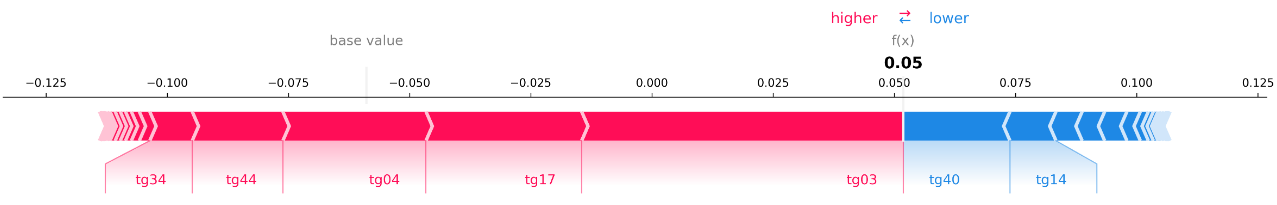 higher ⇄ lower
base value f(x)
0.05
−0.125 −0.100 −0.075 −0.050 −0.025 0.000 0.025 0.050 0.075 0.100 0.125
tg34 tg44 tg04 tg17 tg03 tg40 tg14